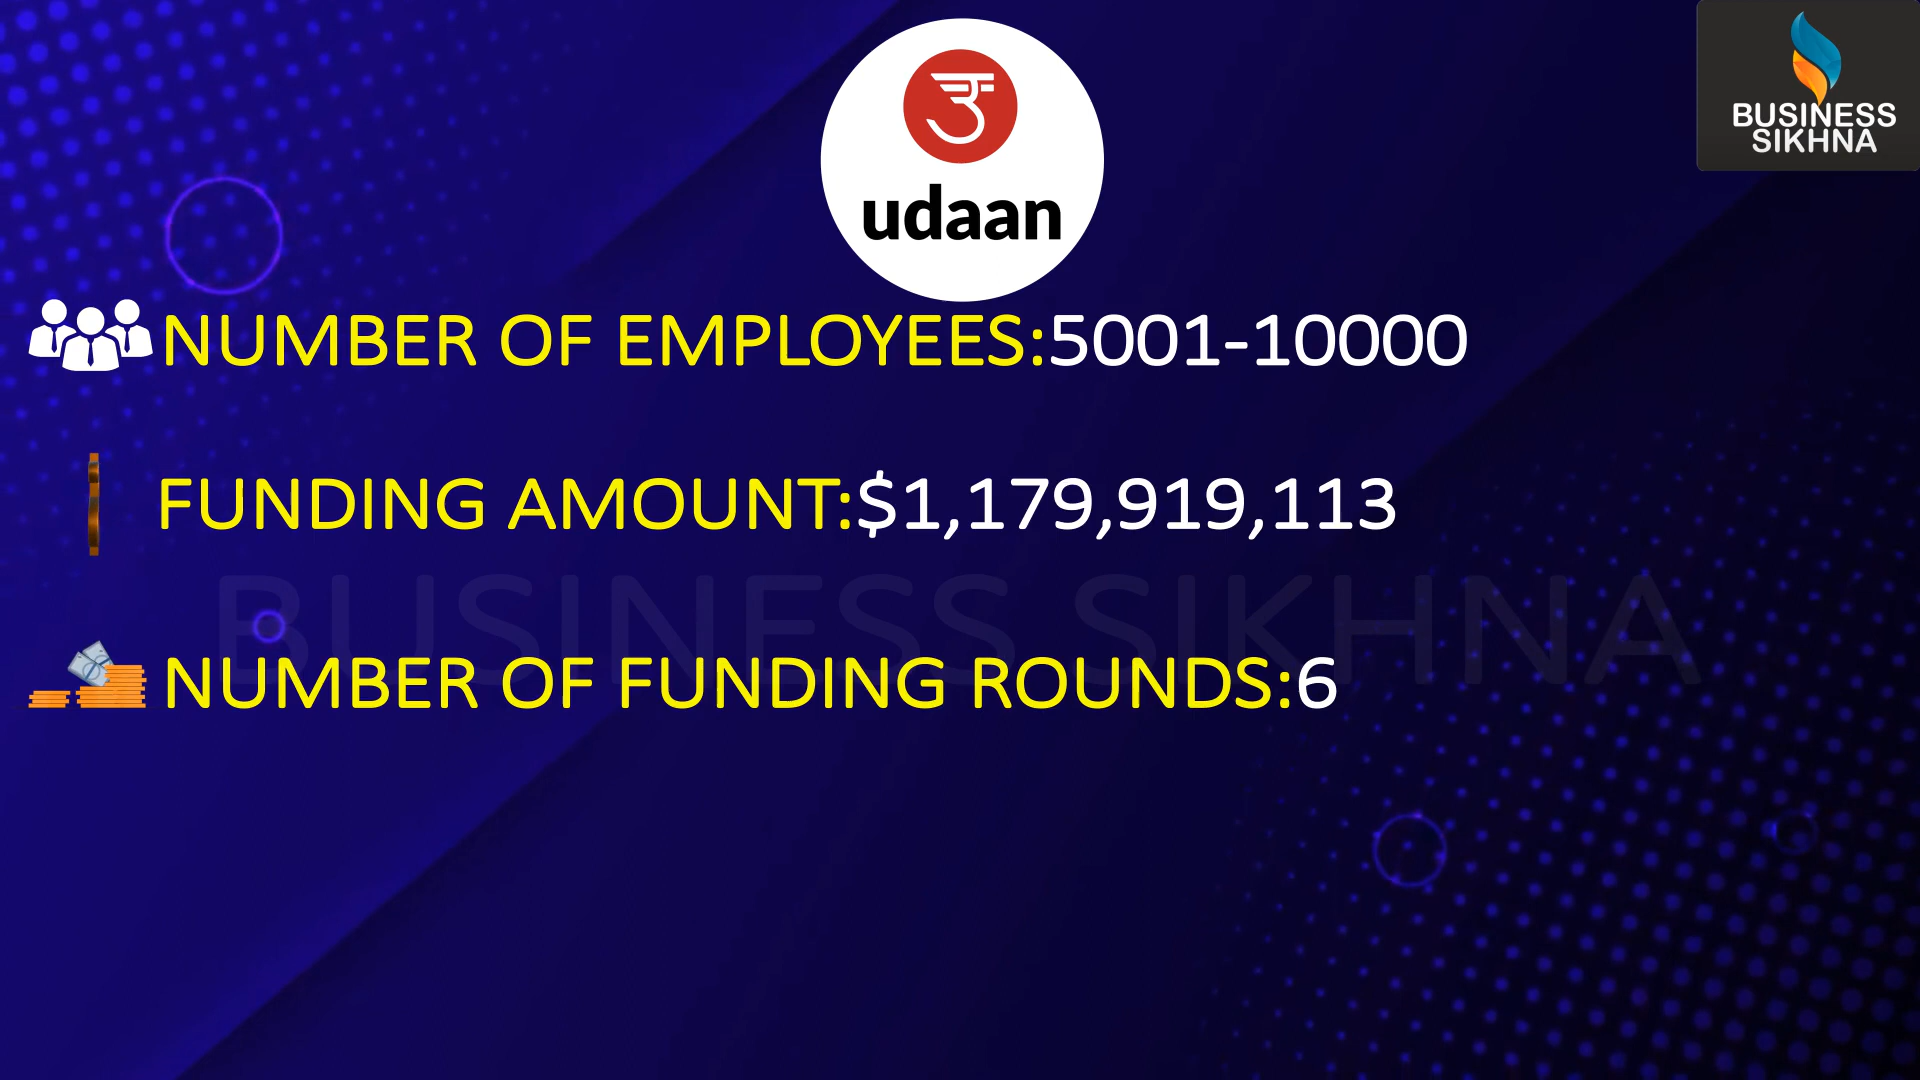 उ
udaan
BUSINESS
SIKHNA
NUMBER OF EMPLOYEES:5001-10000
FUNDING AMOUNT:$1,179,919,113
BUSINESS SIKHNA
NUMBER OF FUNDING ROUNDS:6